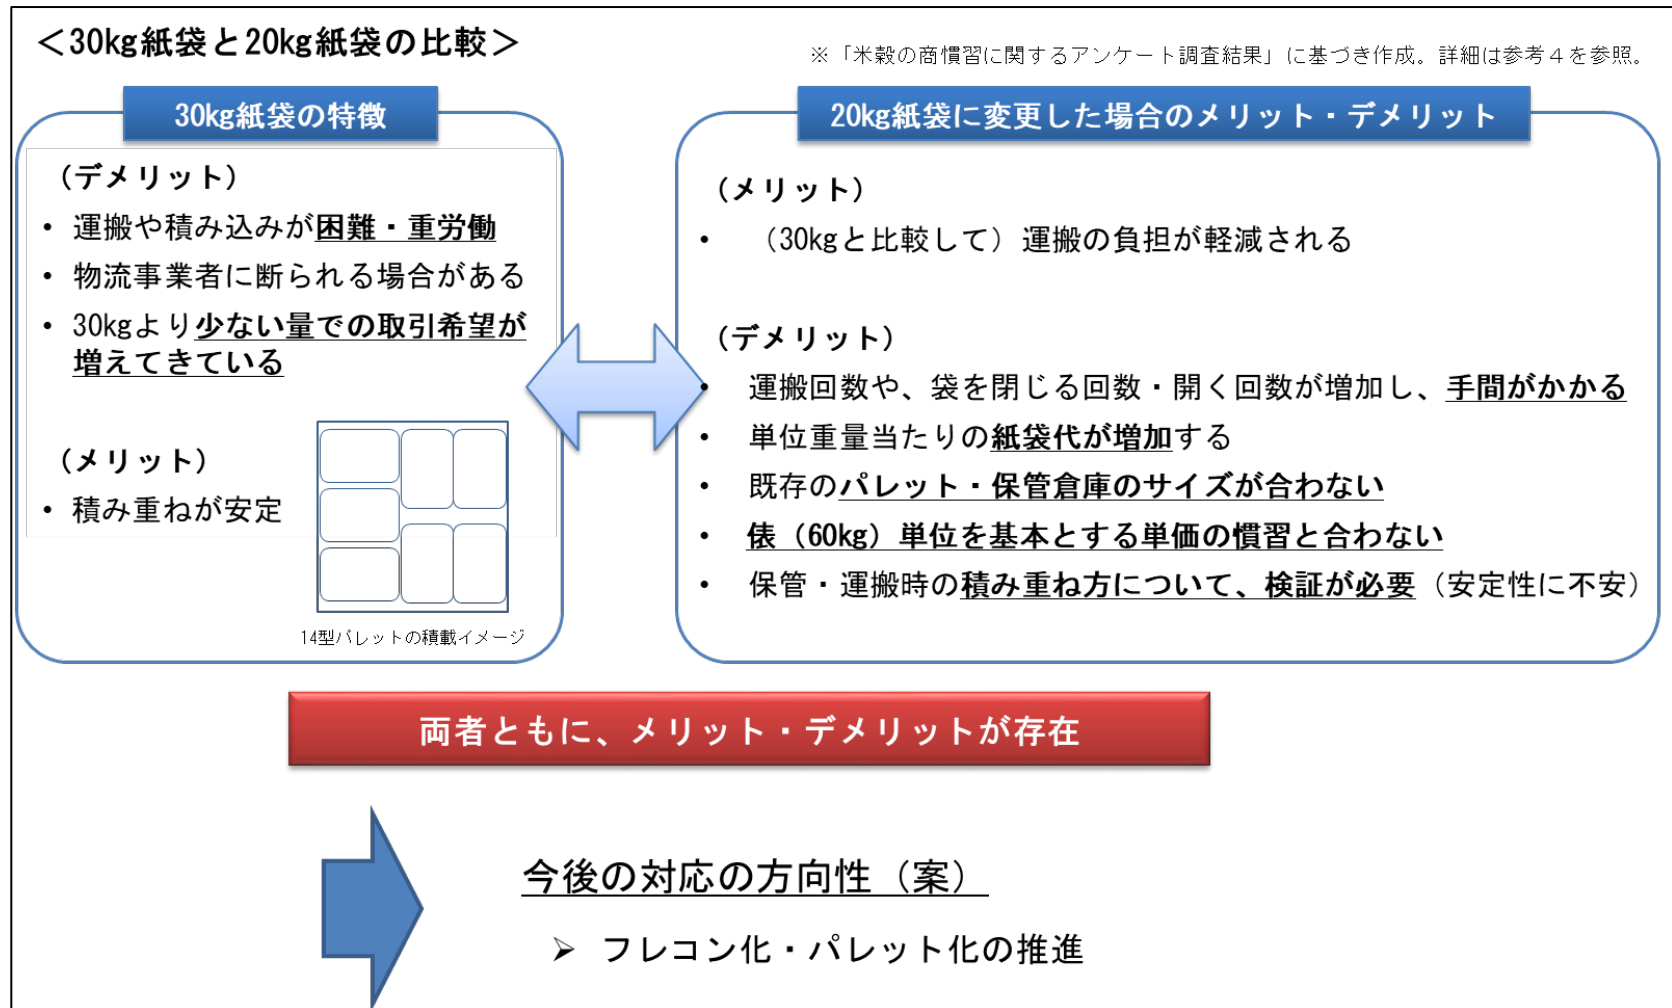 ＜30kg紙袋と20kg紙袋の比較＞
※「米穀の商慣習に関するアンケート調査結果」に基づき作成。詳細は参考４を参照。
30kg紙袋の特徴
（デメリット）
• 運搬や積み込みが困難・重労働
• 物流事業者に断られる場合がある
• 30kgより少ない量での取引希望が
増えてきている
（メリット）
• 積み重ねが安定
14型パレットの積載イメージ
20kg紙袋に変更した場合のメリット・デメリット
（メリット）
• （30kgと比較して）運搬の負担が軽減される
（デメリット）
• 運搬回数や、袋を閉じる回数・開く回数が増加し、手間がかかる
• 単位重量当たりの紙袋代が増加する
• 既存のパレット・保管倉庫のサイズが合わない
• 俵（60kg）単位を基本とする単価の慣習と合わない
• 保管・運搬時の積み重ね方について、検証が必要（安定性に不安）
両者ともに、メリット・デメリットが存在
今後の対応の方向性（案）
➢ フレコン化・パレット化の推進